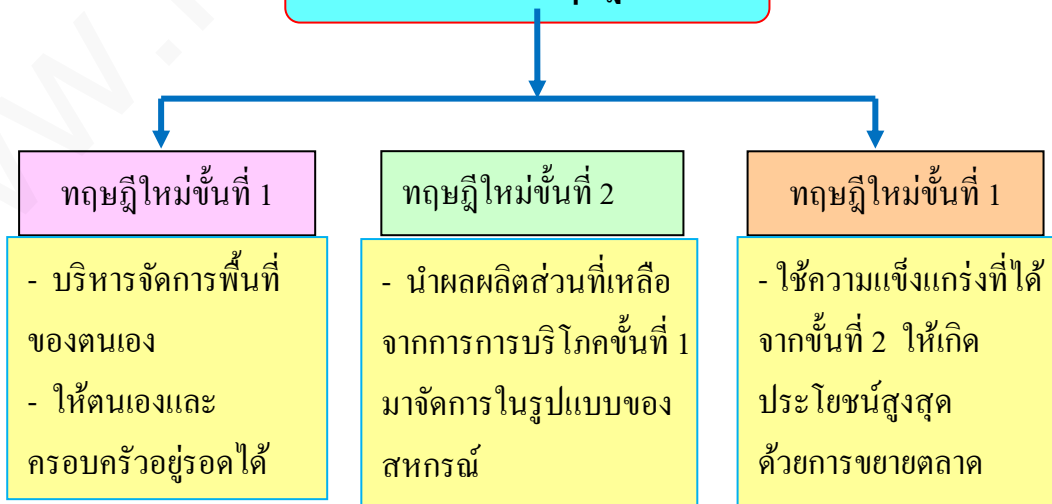 ทฤษฎีใหม่ขั้นที่ 1
- บริหารจัดการพื้นที่
ของตนเอง
- ให้ตนเองและ
ครอบครัวอยู่รอดได้
ทฤษฎีใหม่ขั้นที่ 2
- นำผลผลิตส่วนที่เหลือ
จากการการบริโภคขั้นที่ 1
มาจัดการในรูปแบบของ
สหกรณ์
ทฤษฎีใหม่ขั้นที่ 1
- ใช้ความแข็งแกร่งที่ได้
จากขั้นที่ 2 ให้เกิด
ประโยชน์สูงสุด
ด้วยการขยายตลาด